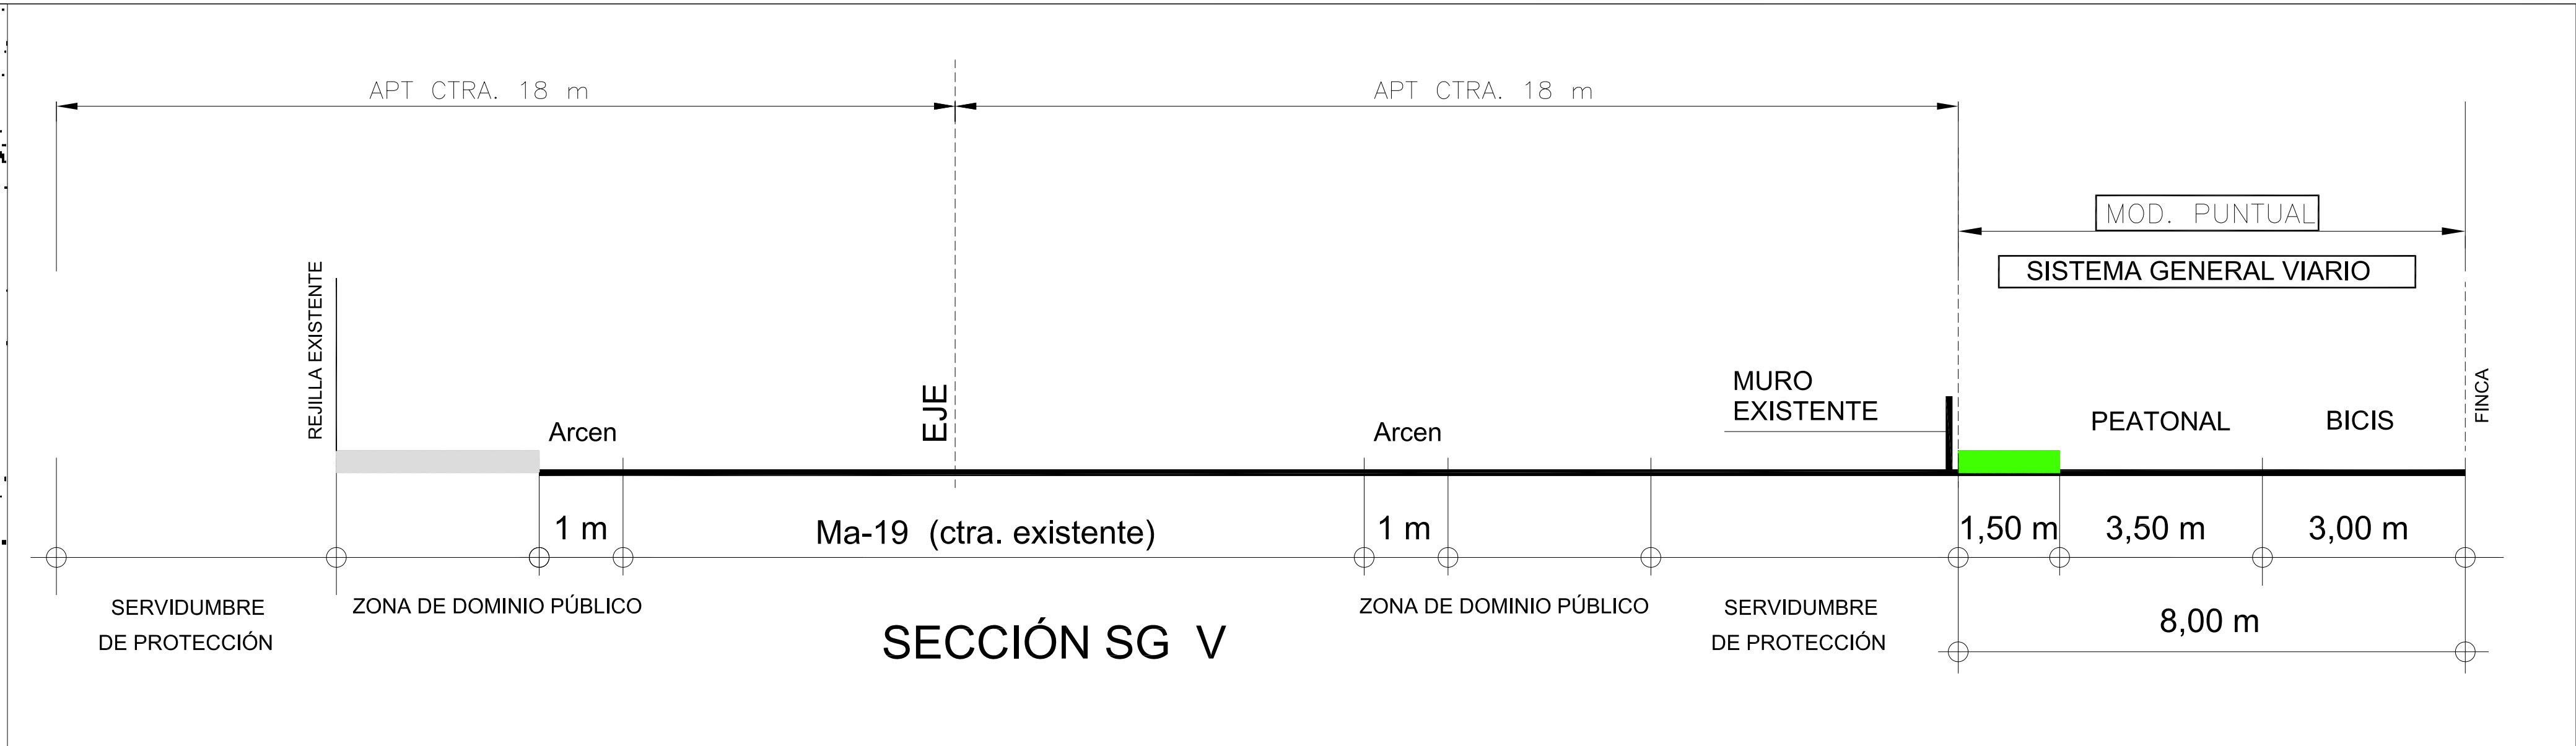 APT CTRA. 18 m
APT CTRA. 18 m
MOD. PUNTUAL
SISTEMA GENERAL VIARIO
REJILLA EXISTENTE
Arcen
EJE
Arcen
MURO
EXISTENTE
PEATONAL
BICIS
FINCA
1 m
Ma-19 (ctra. existente)
1 m
1,50 m
3,50 m
3,00 m
SERVIDUMBRE
DE PROTECCIÓN
ZONA DE DOMINIO PÚBLICO
ZONA DE DOMINIO PÚBLICO
SERVIDUMBRE
DE PROTECCIÓN
8,00 m
SECCIÓN SG V